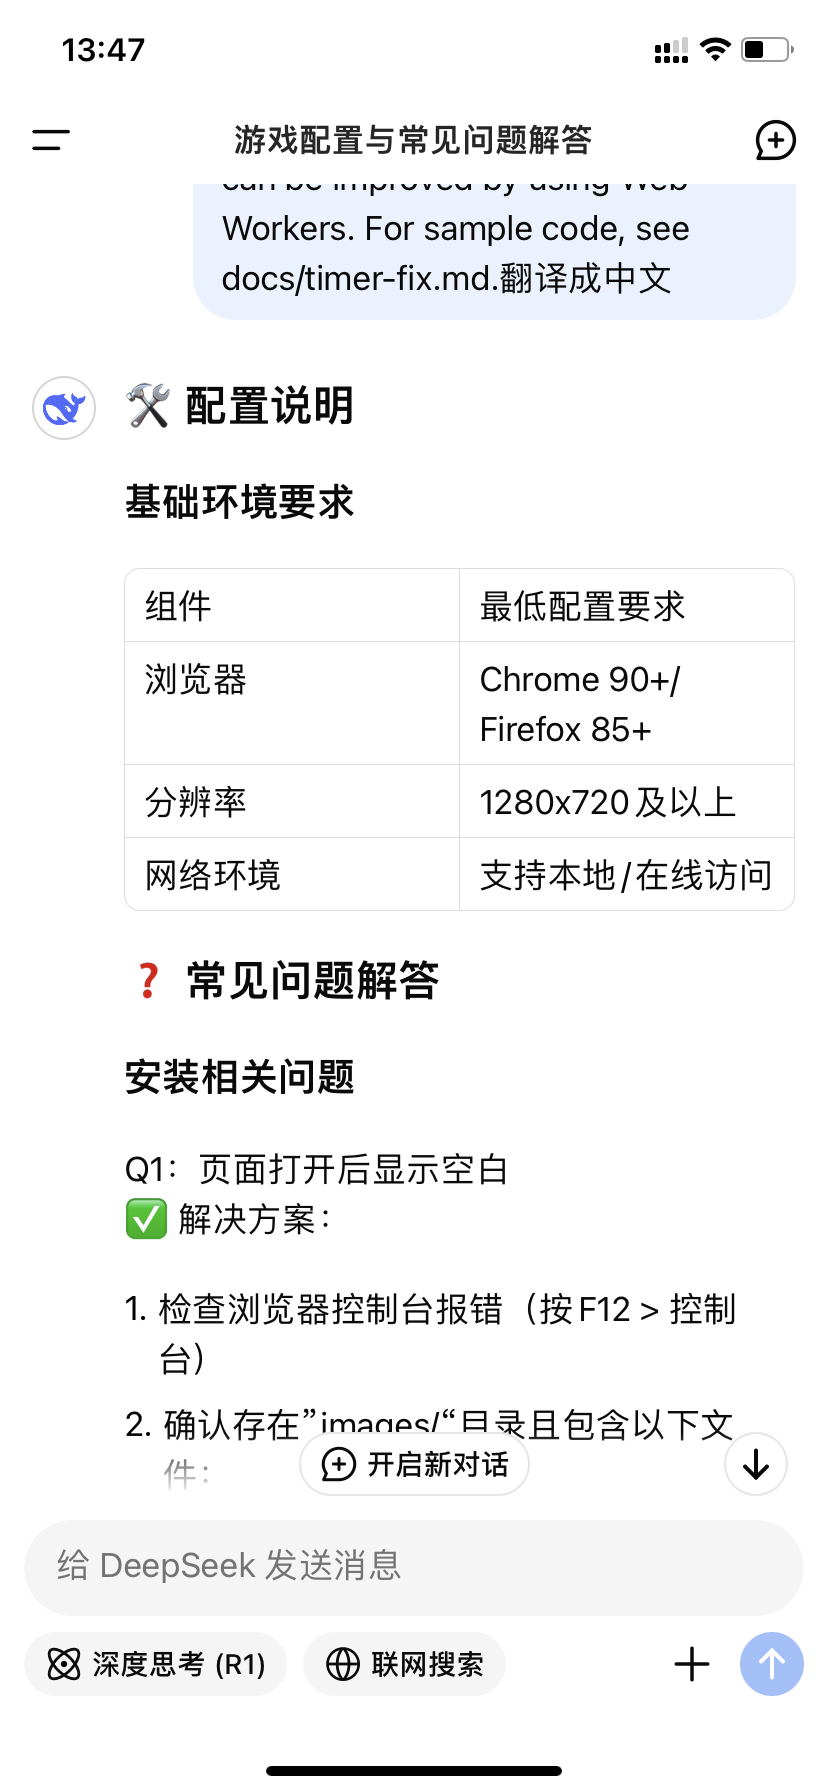 13:47
游戏配置与常见问题解答
can be improved by using Web
Workers. For sample code, see
docs/timer-fix.md.翻译成中文
🛠️ 配置说明
基础环境要求
组件 最低配置要求
浏览器 Chrome 90+/
Firefox 85+
分辨率 1280x720及以上
网络环境 支持本地/在线访问
❓ 常见问题解答
安装相关问题
Q1：页面打开后显示空白
✅ 解决方案：
1. 检查浏览器控制台报错（按F12 > 控制
台）
2. 确认存在”images/“目录且包含以下文
件：
开启新对话
给 DeepSeek 发送消息
深度思考 (R1)
联网搜索